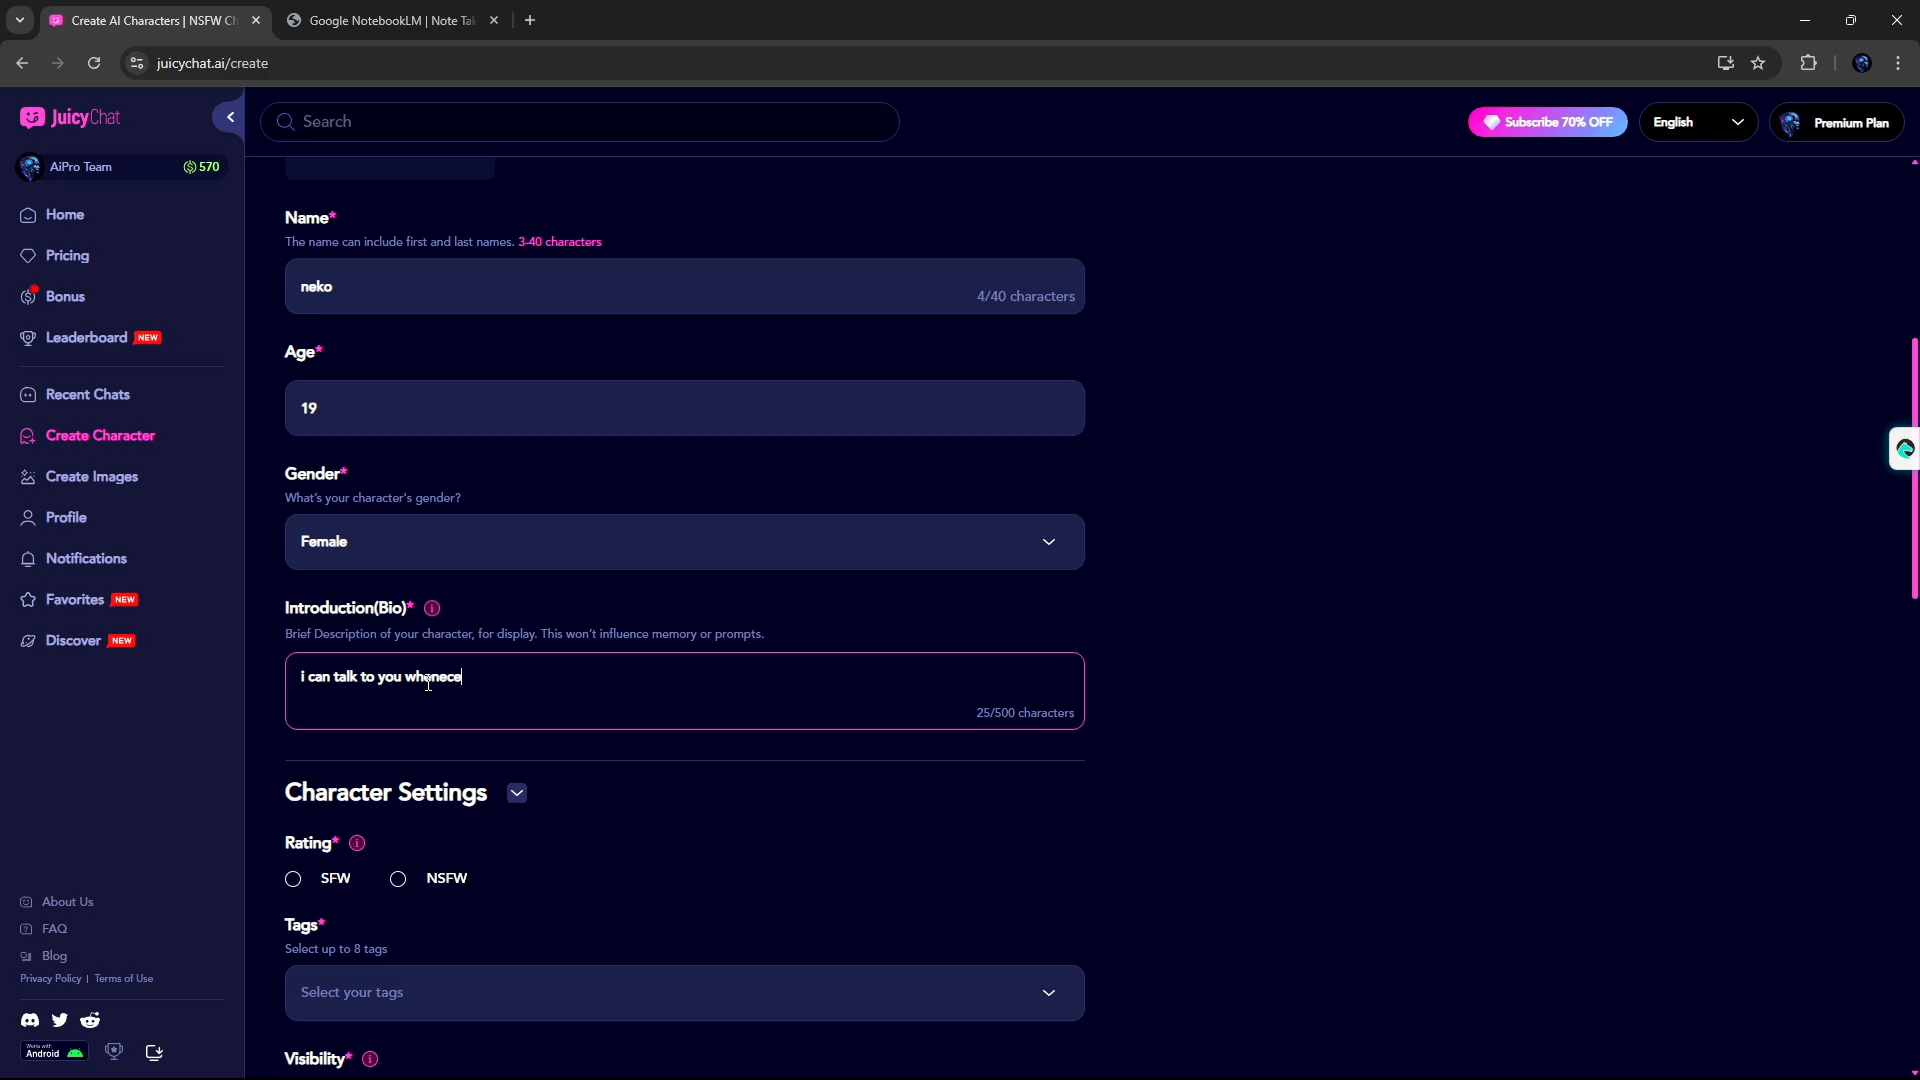 Create AI Characters | NSFW Ch
Google NotebookLM | Note Tak
juicychat.ai/create
JuicyChat
Search
Subscribe 70% OFF
English
Premium Plan
AiPro Team
570
Home
Pricing
Bonus
Leaderboard NEW
Recent Chats
Create Character
Create Images
Profile
Notifications
Favorites NEW
Discover NEW
About Us
FAQ
Blog
Privacy Policy | Terms of Use
Works with
Android
Name*
The name can include first and last names. 3-40 characters
neko
4/40 characters
Age*
19
Gender*
What's your character's gender?
Female
Introduction(Bio)*
Brief Description of your character, for display. This won't influence memory or prompts.
i can talk to you whenece
25/500 characters
Character Settings
Rating*
SFW NSFW
Tags*
Select up to 8 tags
Select your tags
Visibility*